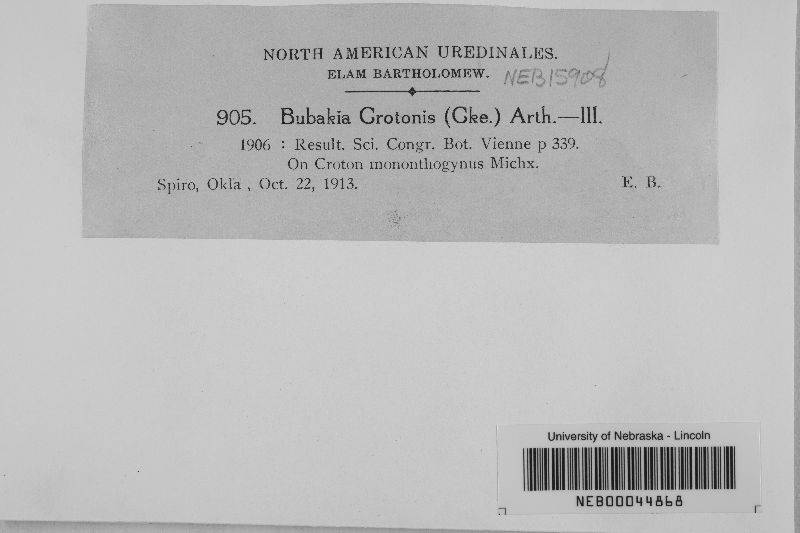 NORTH AMERICAN UREDINALES.
ELAM BARTHOLOMEW.
NEB15908
905. Bubakia Crotonis (Cke.) Arth.—III.
1906 : Result. Sci. Congr. Bot. Vienne p 339.
On Croton mononthogynus Michx.
Spiro, Okla , Oct. 22, 1913. E. B.
University of Nebraska - Lincoln
NEB00044868